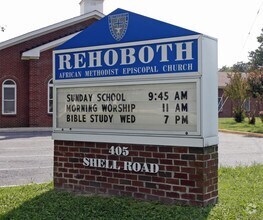 REHOBOTH
AFRICAN METHODIST EPISCOPAL CHURCH
SUNDAY SCHOOL 9:45 AM
MORNING WORSHIP 11 AM
BIBLE STUDY WED 7 PM
405
SHELL ROAD